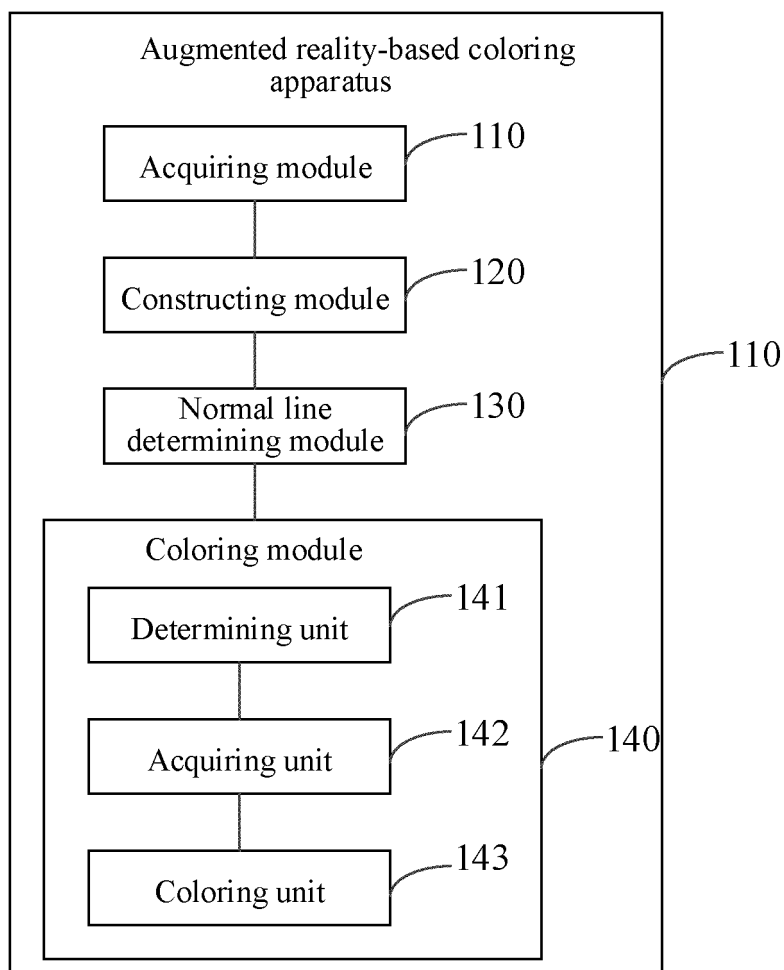 Augmented reality-based coloring
apparatus
110
Acquiring module
120
Constructing module
110
130
Normal line
determining module
Coloring module
141
Determining unit
142
140
Acquiring unit
143
Coloring unit